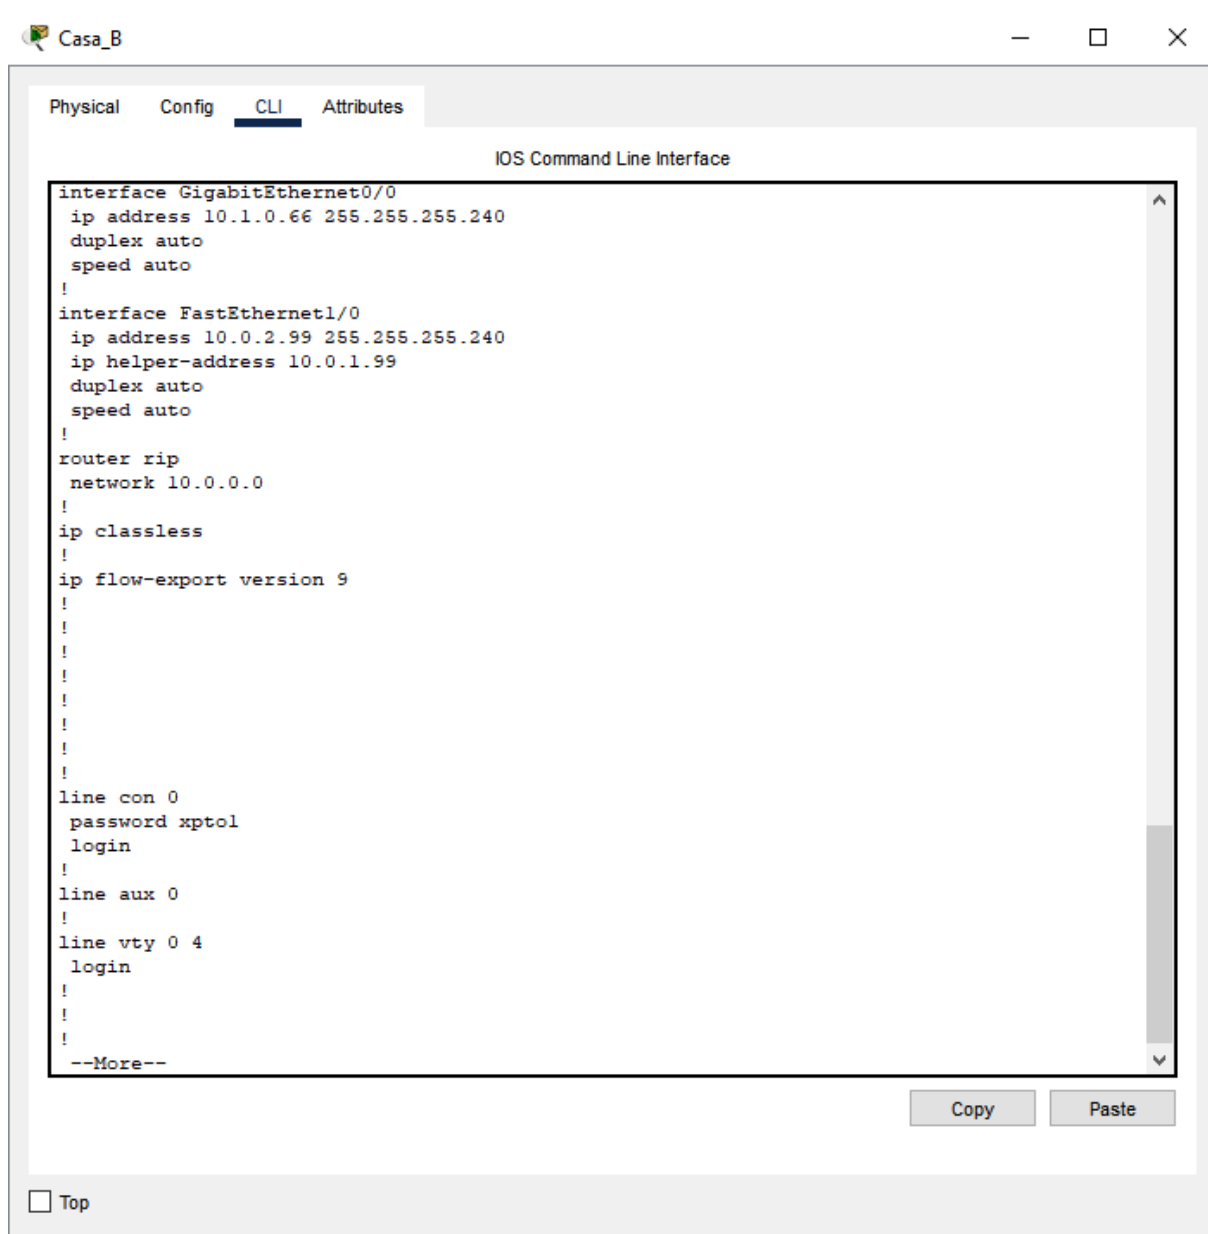 Casa_B
Physical Config CLI Attributes
IOS Command Line Interface
interface GigabitEthernet0/0
ip address 10.1.0.66 255.255.255.240
duplex auto
speed auto
!
interface FastEthernet1/0
ip address 10.0.2.99 255.255.255.240
ip helper-address 10.0.1.99
duplex auto
speed auto
!
router rip
network 10.0.0.0
!
ip classless
!
ip flow-export version 9
!
!
!
!
!
!
!
!
line con 0
password xpto1
login
!
line aux 0
!
line vty 0 4
login
!
!
!
--More--
Copy Paste
Top